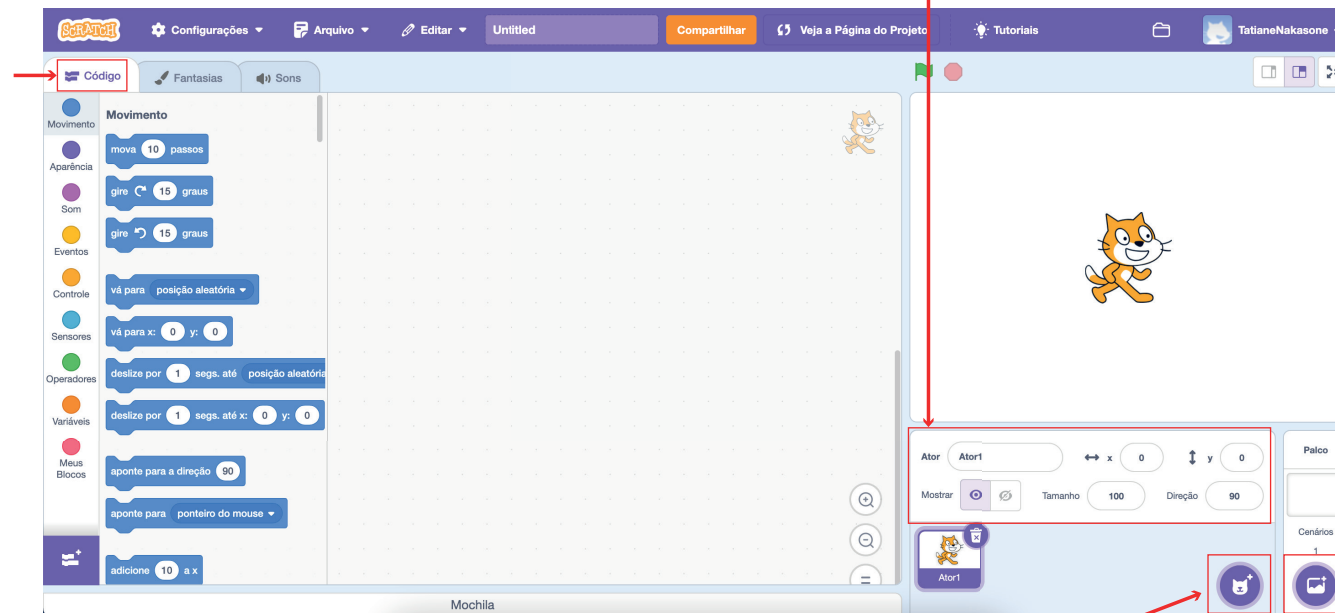 SCRATCH
Configurações
Arquivo
Editar
Untitled
Compartilhar
Veja a Página do Projeto
Tutoriais
TatianeNakasone
Código
Fantasias
Sons
Movimento
Aparência
Som
Eventos
Controle
Sensores
Operadores
Variáveis
Meus
Blocos
Movimento
mova 10 passos
gire 15 graus
gire 15 graus
vá para posição aleatória
vá para x: 0 y: 0
deslize por 1 segs. até posição aleatória
deslize por 1 segs. até x: 0 y: 0
aponte para a direção 90
aponte para ponteiro do mouse
adicione 10 a x
Mochila
Ator Ator1 x 0 y 0
Mostrar Tamanho 100 Direção 90
Ator1
Palco
Cenários
1